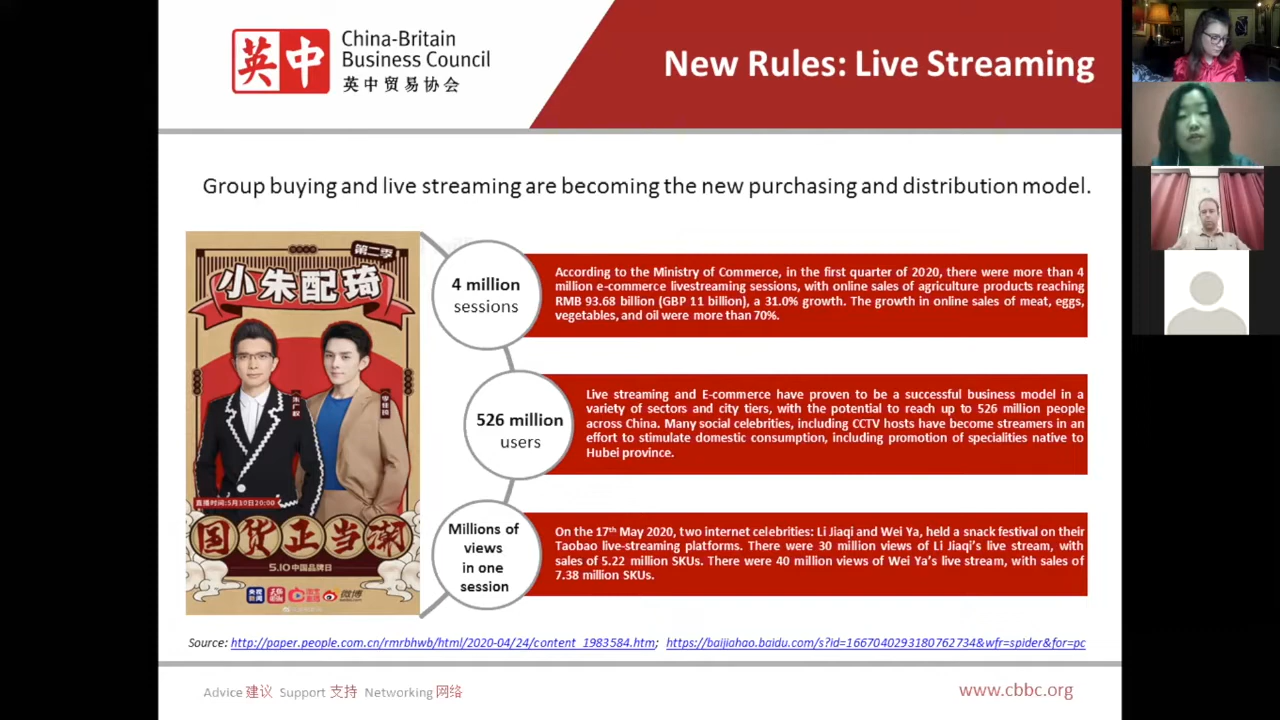 China-Britain
Business Council
英中贸易协会
英中
New Rules: Live Streaming
Group buying and live streaming are becoming the new purchasing and distribution model.
第二季
小朱配琦
朱广权
李佳琦
直播时间:5月10日20:00
国货正当潮
5.10中国品牌日
微博
4 million
sessions
According to the Ministry of Commerce, in the first quarter of 2020, there were more than 4
million e-commerce livestreaming sessions, with online sales of agriculture products reaching
RMB 93.68 billion (GBP 11 billion), a 31.0% growth. The growth in online sales of meat, eggs,
vegetables, and oil were more than 70%.
526 million
users
Live streaming and E-commerce have proven to be a successful business model in a
variety of sectors and city tiers, with the potential to reach up to 526 million people
across China. Many social celebrities, including CCTV hosts have become streamers in an
effort to stimulate domestic consumption, including promotion of specialities native to
Hubei province.
Millions of
views
in one
session
On the 17th May 2020, two internet celebrities: Li Jiaqi and Wei Ya, held a snack festival on their
Taobao live-streaming platforms. There were 30 million views of Li Jiaqi's live stream, with
sales of 5.22 million SKUs. There were 40 million views of Wei Ya's live stream, with sales of
7.38 million SKUs.
Source: http://paper.people.com.cn/rmrbhwb/html/2020-04/24/content_1983584.htm; https://baijiahao.baidu.com/s?id=1667040293180762734&wfr=spider&for=pc
Advice 建议 Support 支持 Networking 网络
www.cbbc.org